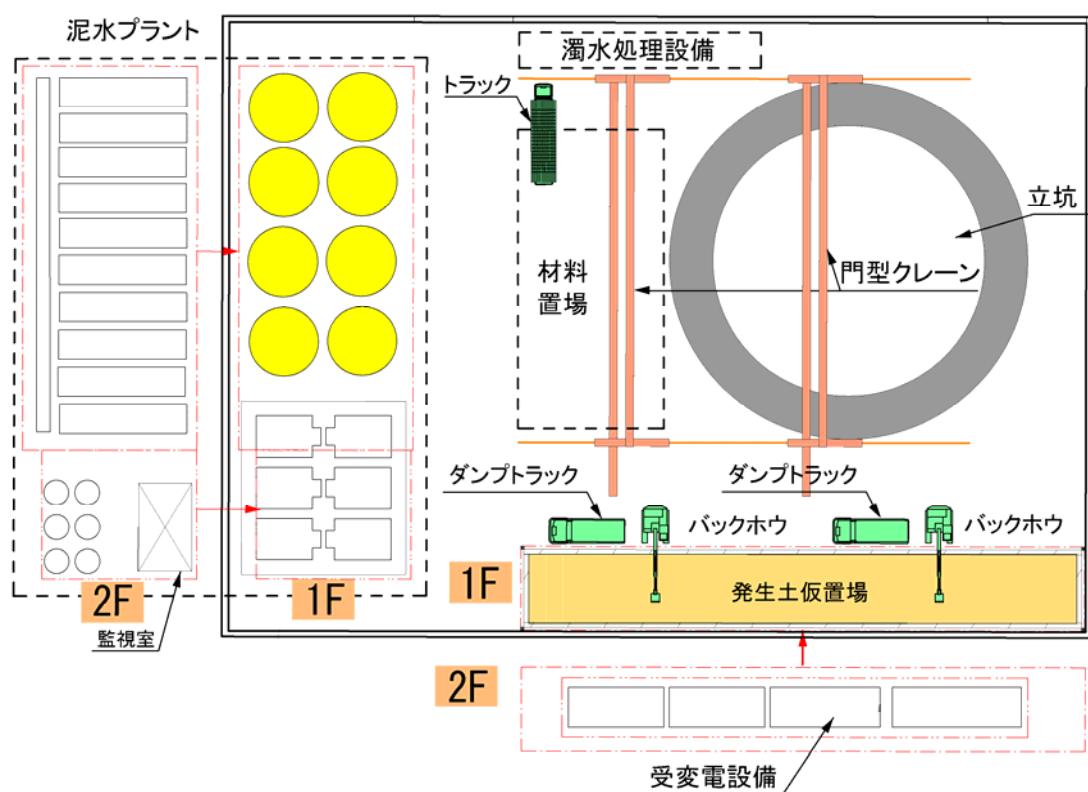 泥水プラント
濁水処理設備
トラック
立坑
材料
置場
門型クレーン
ダンプトラック
ダンプトラック
バックホウ
バックホウ
1F
発生土仮置場
2F
1F
監視室
2F
受変電設備